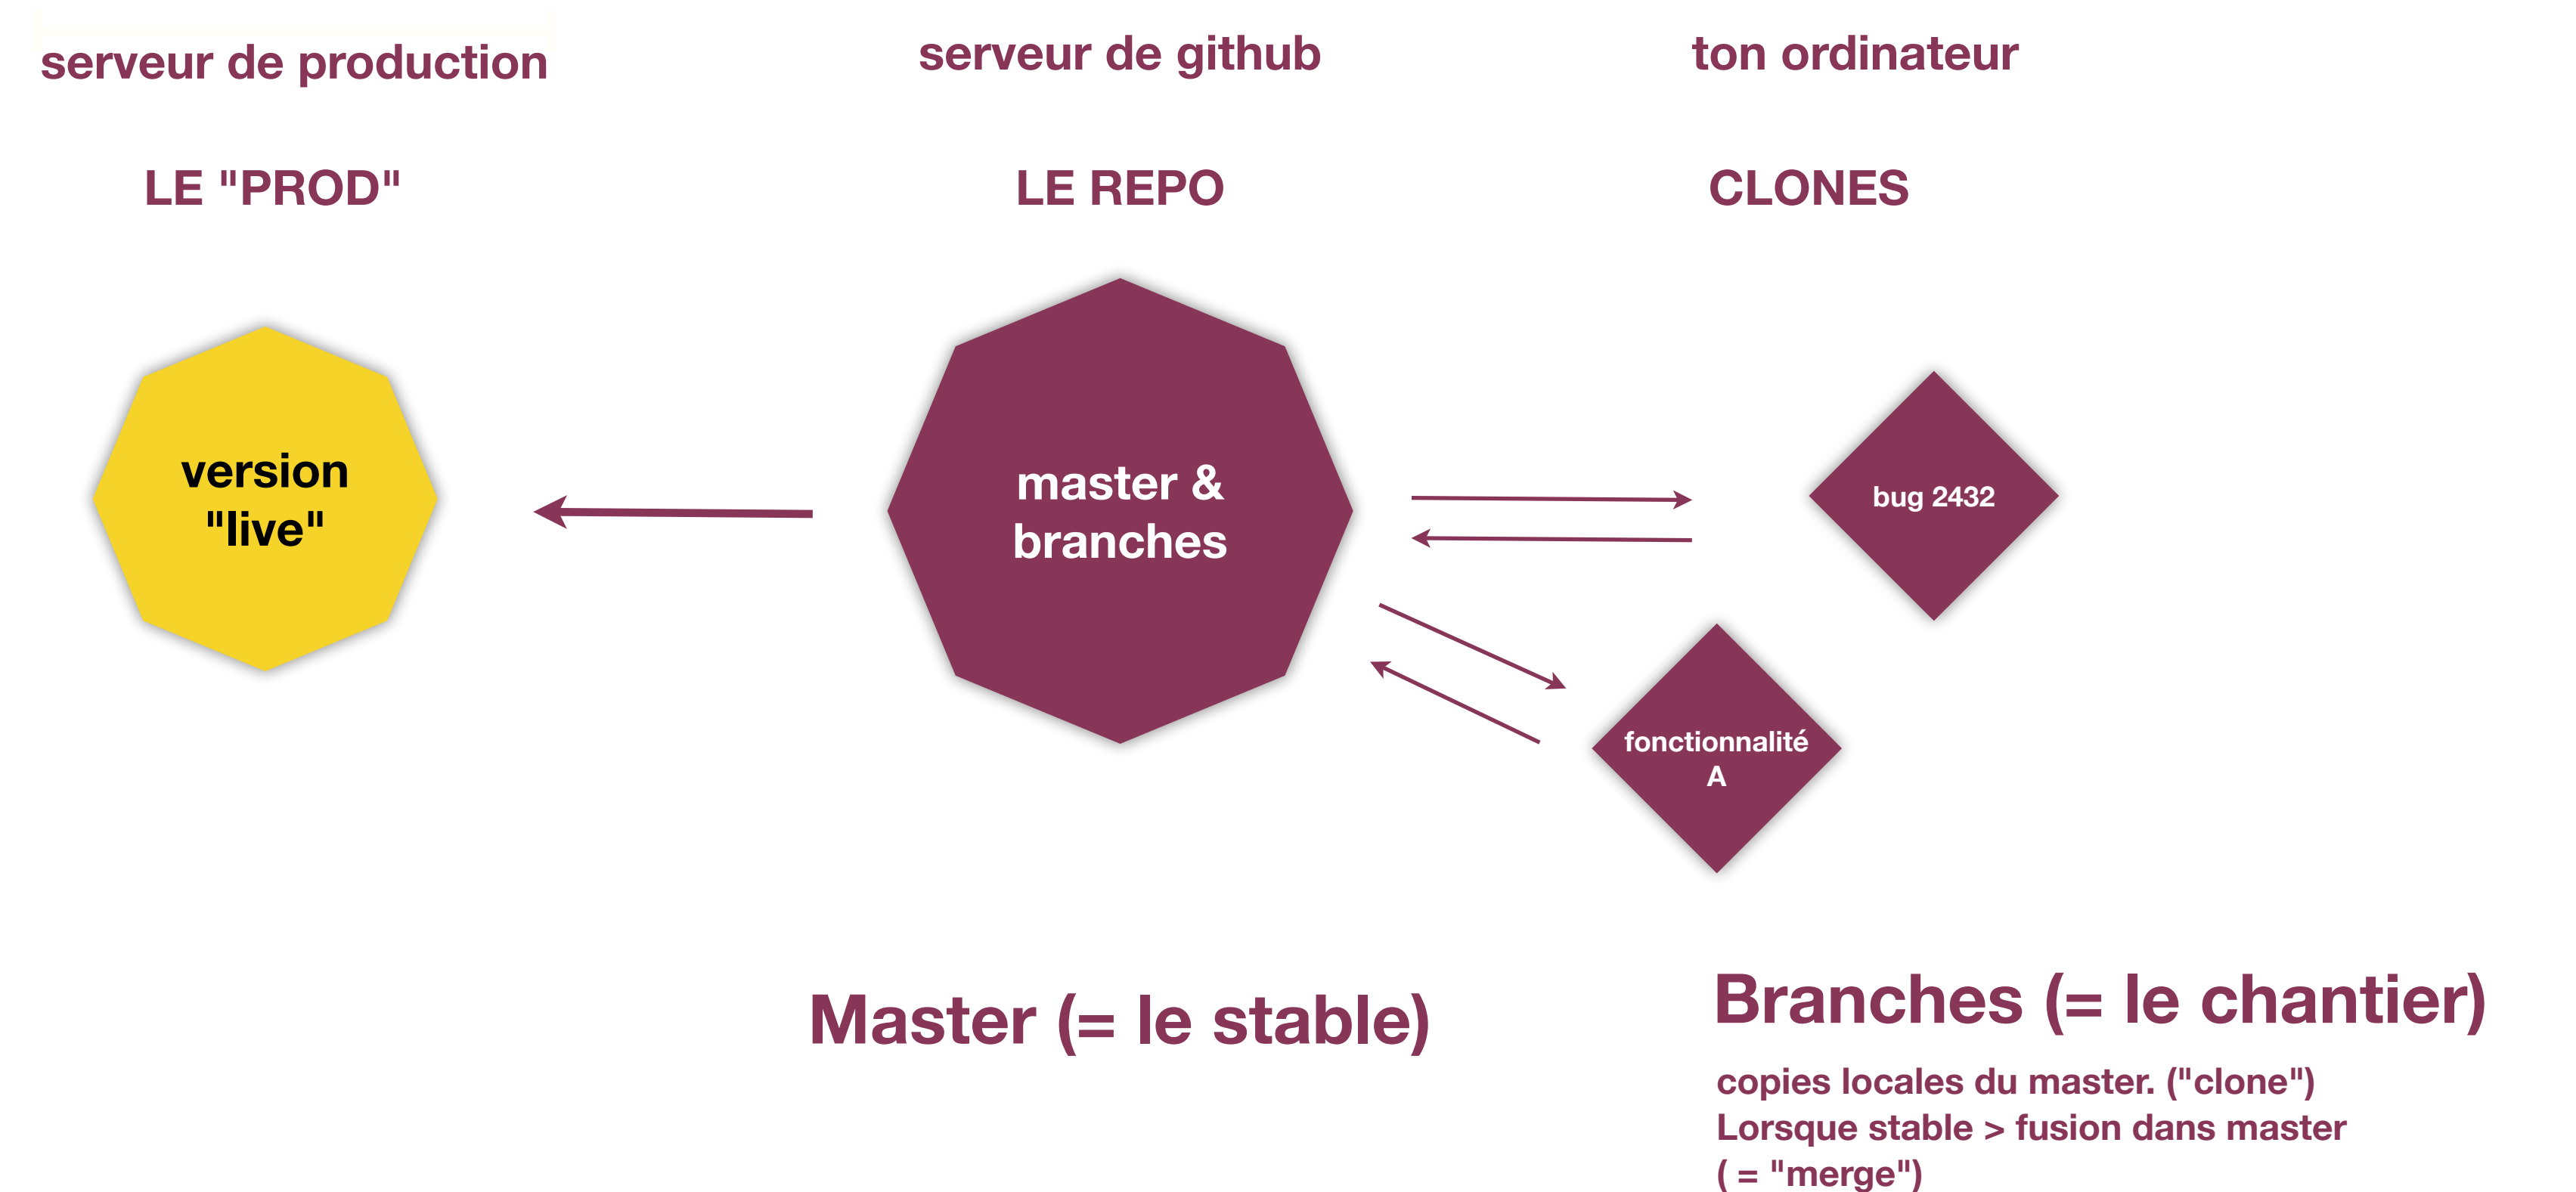 serveur de production
serveur de github
ton ordinateur
LE "PROD"
LE REPO
CLONES
version
"live"
master &
branches
bug 2432
fonctionnalité
A
Master (= le stable)
Branches (= le chantier)
copies locales du master. ("clone")
Lorsque stable > fusion dans master
( = "merge")